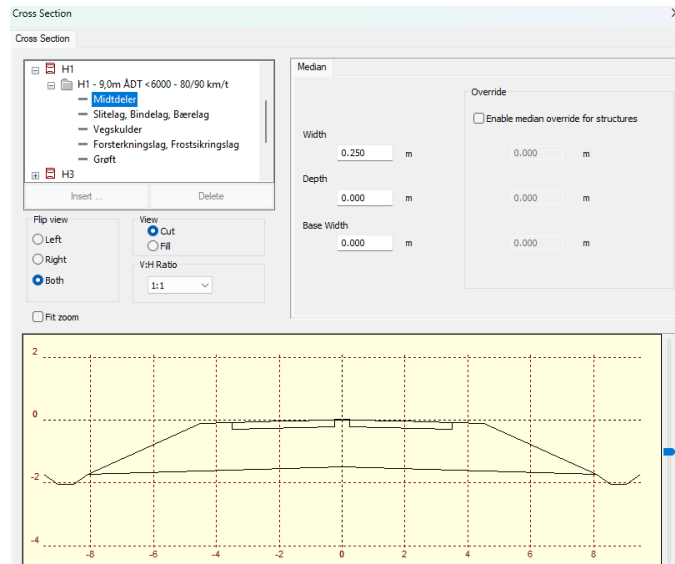 Cross Section
Cross Section
H1
H1 - 9,0m ÅDT <6000 - 80/90 km/t
Midtdeler
Slitelag, Bindelag, Bærelag
Vegskulder
Forsterkningslag, Frostsikringslag
Grøft
H3
Insert ...
Delete
Flip view
Left
Right
Both
View
Cut
Fill
V:H Ratio
1:1
Fit zoom
Median
Width
0.250 m
Depth
0.000 m
Base Width
0.000 m
Override
Enable median override for structures
0.000 m
0.000 m
0.000 m
2
0
-2
-4
-8 -6 -4 -2 0 2 4 6 8